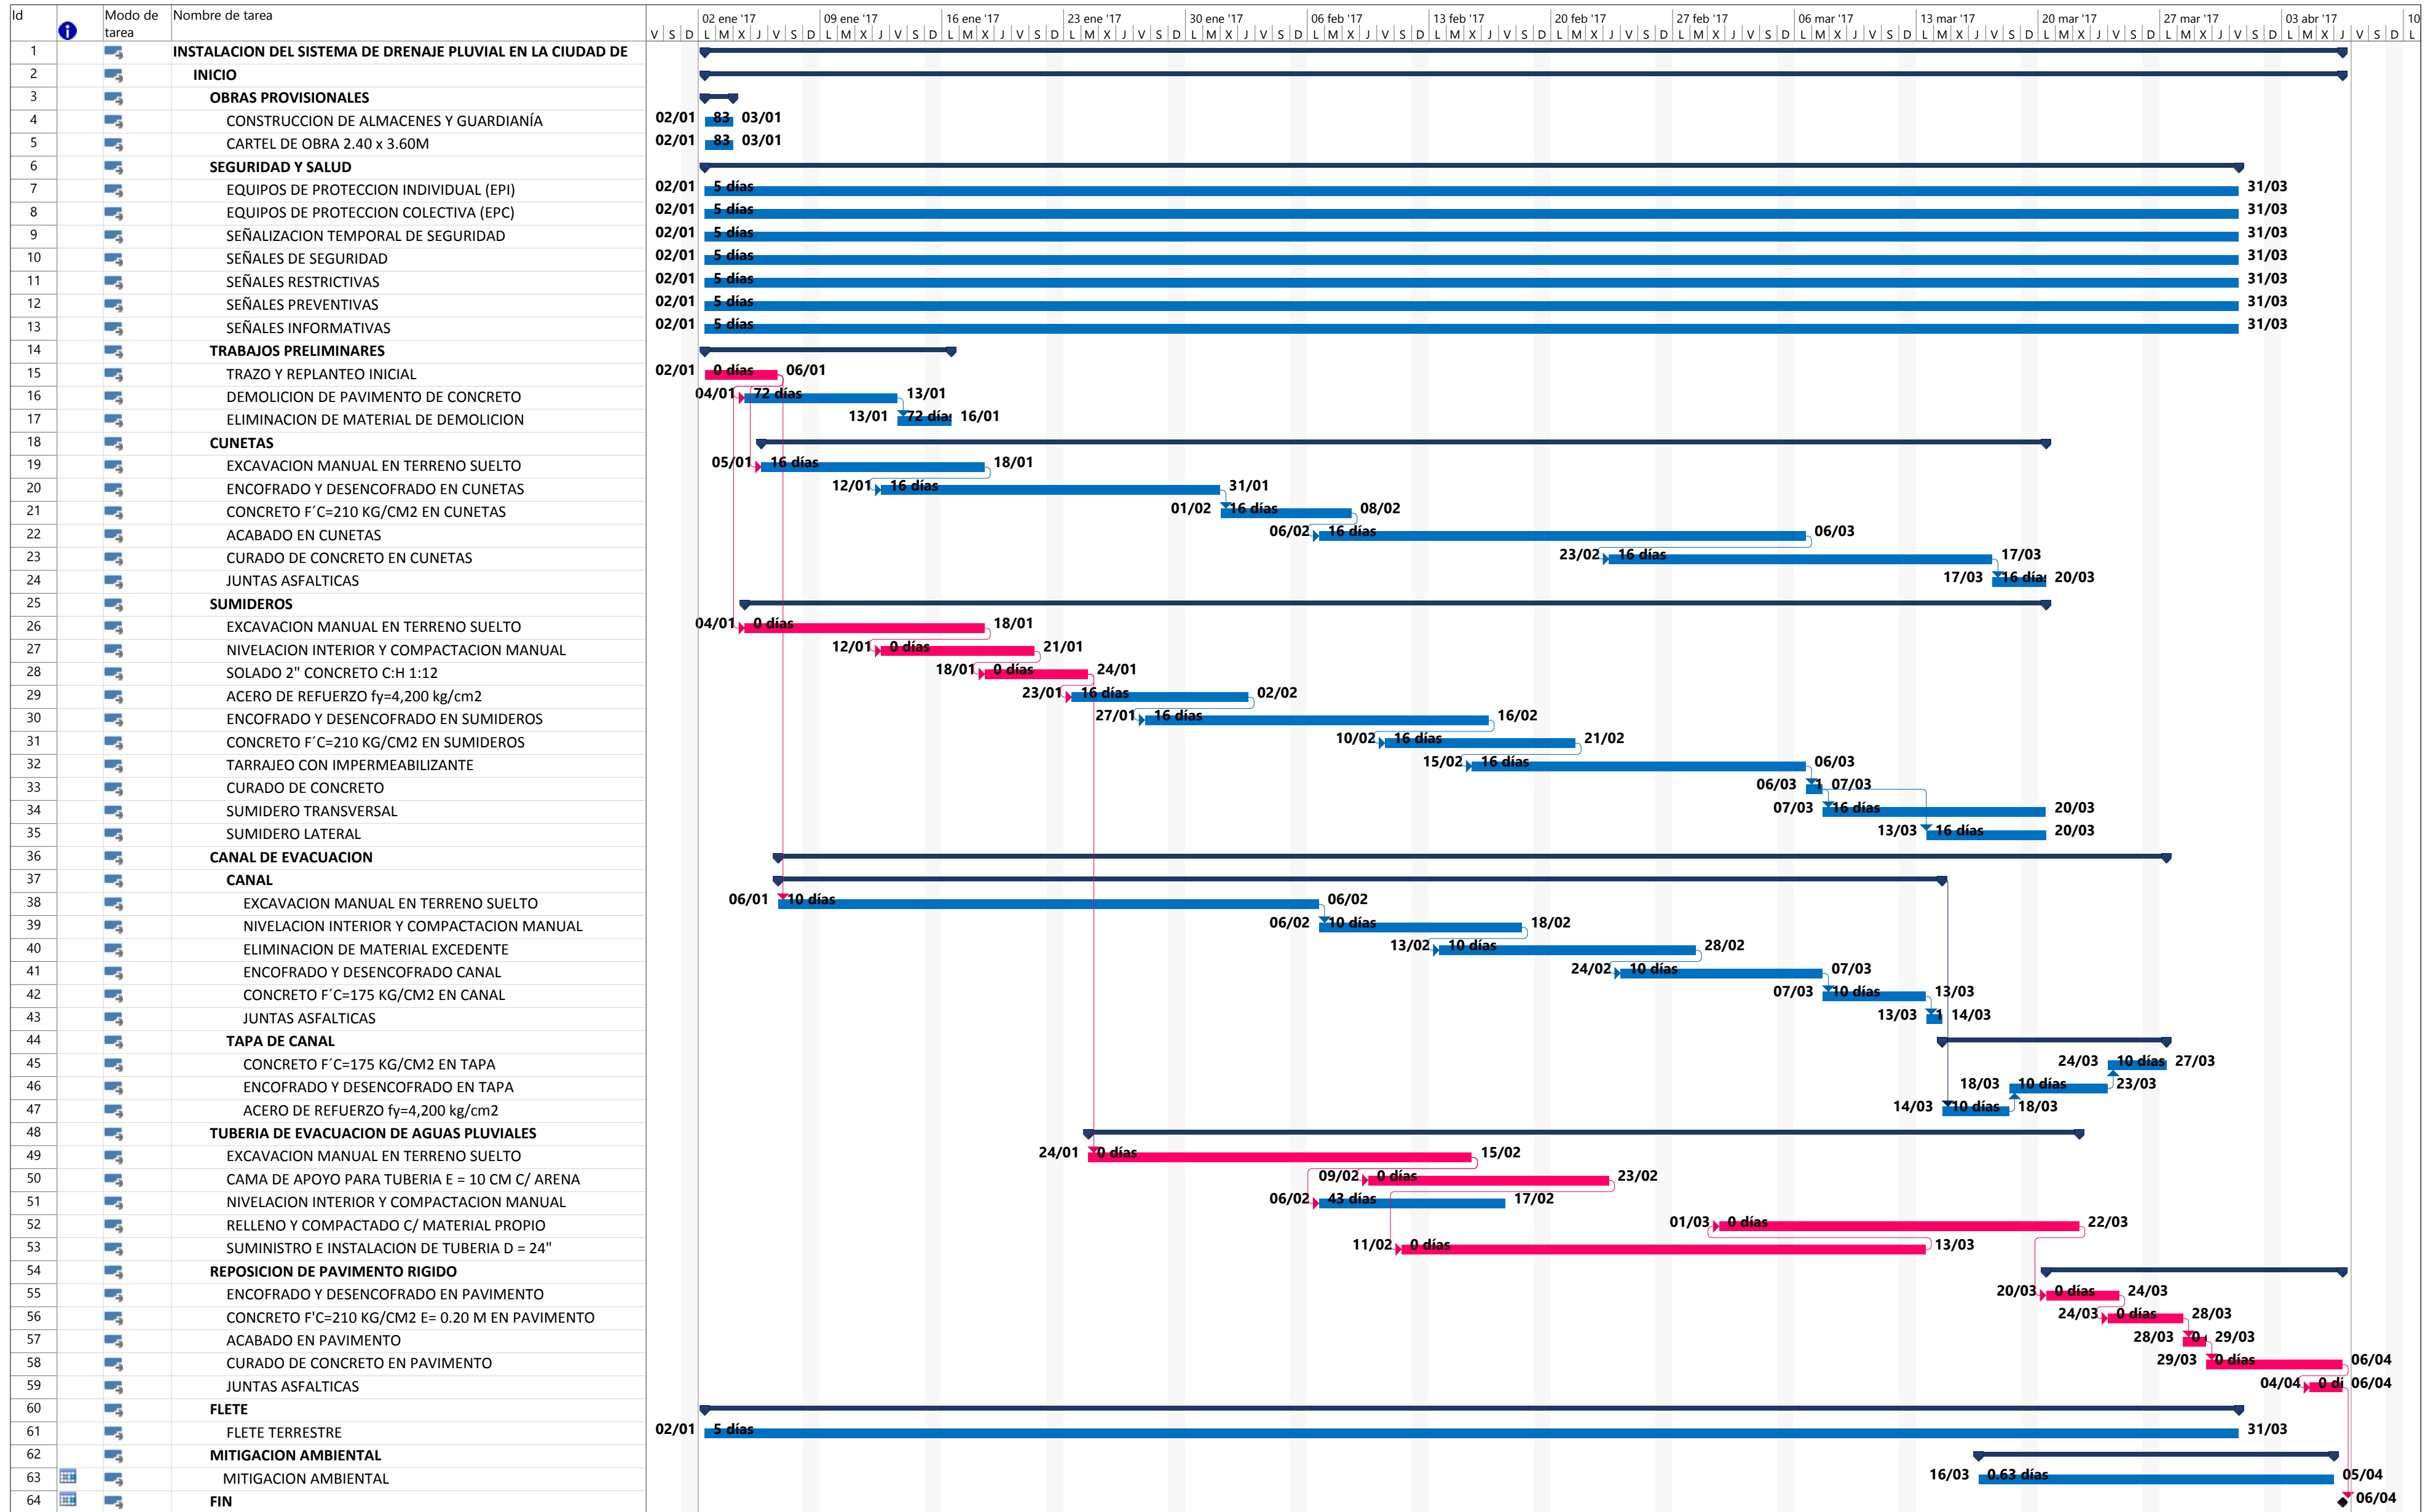 Id Modo de tarea Nombre de tarea
02 ene '17 09 ene '17 16 ene '17 23 ene '17 30 ene '17 06 feb '17 13 feb '17 20 feb '17 27 feb '17 06 mar '17 13 mar '17 20 mar '17 27 mar '17 03 abr '17 10
V S D L M X J V S D L M X J V S D L M X J V S D L M X J V S D L M X J V S D L M X J V S D L M X J V S D L M X J V S D L M X J V S D L M X J V S D L M X J V S D L M X J V S D L M X J V S D L M X J V S D L
1 INSTALACION DEL SISTEMA DE DRENAJE PLUVIAL EN LA CIUDAD DE
2 INICIO
3 OBRAS PROVISIONALES
4 CONSTRUCCION DE ALMACENES Y GUARDIANÍA 02/01 83 03/01
5 CARTEL DE OBRA 2.40 x 3.60M 02/01 83 03/01
6 SEGURIDAD Y SALUD
7 EQUIPOS DE PROTECCION INDIVIDUAL (EPI) 02/01 5 días 31/03
8 EQUIPOS DE PROTECCION COLECTIVA (EPC) 02/01 5 días 31/03
9 SEÑALIZACION TEMPORAL DE SEGURIDAD 02/01 5 días 31/03
10 SEÑALES DE SEGURIDAD 02/01 5 días 31/03
11 SEÑALES RESTRICTIVAS 02/01 5 días 31/03
12 SEÑALES PREVENTIVAS 02/01 5 días 31/03
13 SEÑALES INFORMATIVAS 02/01 5 días 31/03
14 TRABAJOS PRELIMINARES
15 TRAZO Y REPLANTEO INICIAL 02/01 0 días 06/01
16 DEMOLICION DE PAVIMENTO DE CONCRETO 04/01 72 días 13/01
17 ELIMINACION DE MATERIAL DE DEMOLICION 13/01 72 días 16/01
18 CUNETAS
19 EXCAVACION MANUAL EN TERRENO SUELTO 05/01 16 días 18/01
20 ENCOFRADO Y DESENCOFRADO EN CUNETAS 12/01 16 días 31/01
21 CONCRETO F´C=210 KG/CM2 EN CUNETAS 01/02 16 días 08/02
22 ACABADO EN CUNETAS 06/02 16 días 06/03
23 CURADO DE CONCRETO EN CUNETAS 23/02 16 días 17/03
24 JUNTAS ASFALTICAS 17/03 16 días 20/03
25 SUMIDEROS
26 EXCAVACION MANUAL EN TERRENO SUELTO 04/01 0 días 18/01
27 NIVELACION INTERIOR Y COMPACTACION MANUAL 12/01 0 días 21/01
28 SOLADO 2" CONCRETO C:H 1:12 18/01 0 días 24/01
29 ACERO DE REFUERZO fy=4,200 kg/cm2 23/01 16 días 02/02
30 ENCOFRADO Y DESENCOFRADO EN SUMIDEROS 27/01 16 días 16/02
31 CONCRETO F´C=210 KG/CM2 EN SUMIDEROS 10/02 16 días 21/02
32 TARRAJEO CON IMPERMEABILIZANTE 15/02 16 días 06/03
33 CURADO DE CONCRETO 06/03 1 07/03
34 SUMIDERO TRANSVERSAL 07/03 16 días 20/03
35 SUMIDERO LATERAL 13/03 16 días 20/03
36 CANAL DE EVACUACION
37 CANAL
38 EXCAVACION MANUAL EN TERRENO SUELTO 06/01 10 días 06/02
39 NIVELACION INTERIOR Y COMPACTACION MANUAL 06/02 10 días 18/02
40 ELIMINACION DE MATERIAL EXCEDENTE 13/02 10 días 28/02
41 ENCOFRADO Y DESENCOFRADO CANAL 24/02 10 días 07/03
42 CONCRETO F´C=175 KG/CM2 EN CANAL 07/03 10 días 13/03
43 JUNTAS ASFALTICAS 13/03 1 14/03
44 TAPA DE CANAL
45 CONCRETO F´C=175 KG/CM2 EN TAPA 24/03 10 días 27/03
46 ENCOFRADO Y DESENCOFRADO EN TAPA 18/03 10 días 23/03
47 ACERO DE REFUERZO fy=4,200 kg/cm2 14/03 10 días 18/03
48 TUBERIA DE EVACUACION DE AGUAS PLUVIALES
49 EXCAVACION MANUAL EN TERRENO SUELTO 24/01 0 días 15/02
50 CAMA DE APOYO PARA TUBERIA E = 10 CM C/ ARENA 09/02 0 días 23/02
51 NIVELACION INTERIOR Y COMPACTACION MANUAL 06/02 43 días 17/02
52 RELLENO Y COMPACTADO C/ MATERIAL PROPIO 01/03 0 días 22/03
53 SUMINISTRO E INSTALACION DE TUBERIA D = 24" 11/02 0 días 13/03
54 REPOSICION DE PAVIMENTO RIGIDO
55 ENCOFRADO Y DESENCOFRADO EN PAVIMENTO 20/03 0 días 24/03
56 CONCRETO F'C=210 KG/CM2 E= 0.20 M EN PAVIMENTO 24/03 0 días 28/03
57 ACABADO EN PAVIMENTO 28/03 0 29/03
58 CURADO DE CONCRETO EN PAVIMENTO 29/03 0 días 06/04
59 JUNTAS ASFALTICAS 04/04 0 dí 06/04
60 FLETE
61 FLETE TERRESTRE 02/01 5 días 31/03
62 MITIGACION AMBIENTAL
63 MITIGACION AMBIENTAL 16/03 0.63 días 05/04
64 FIN 06/04